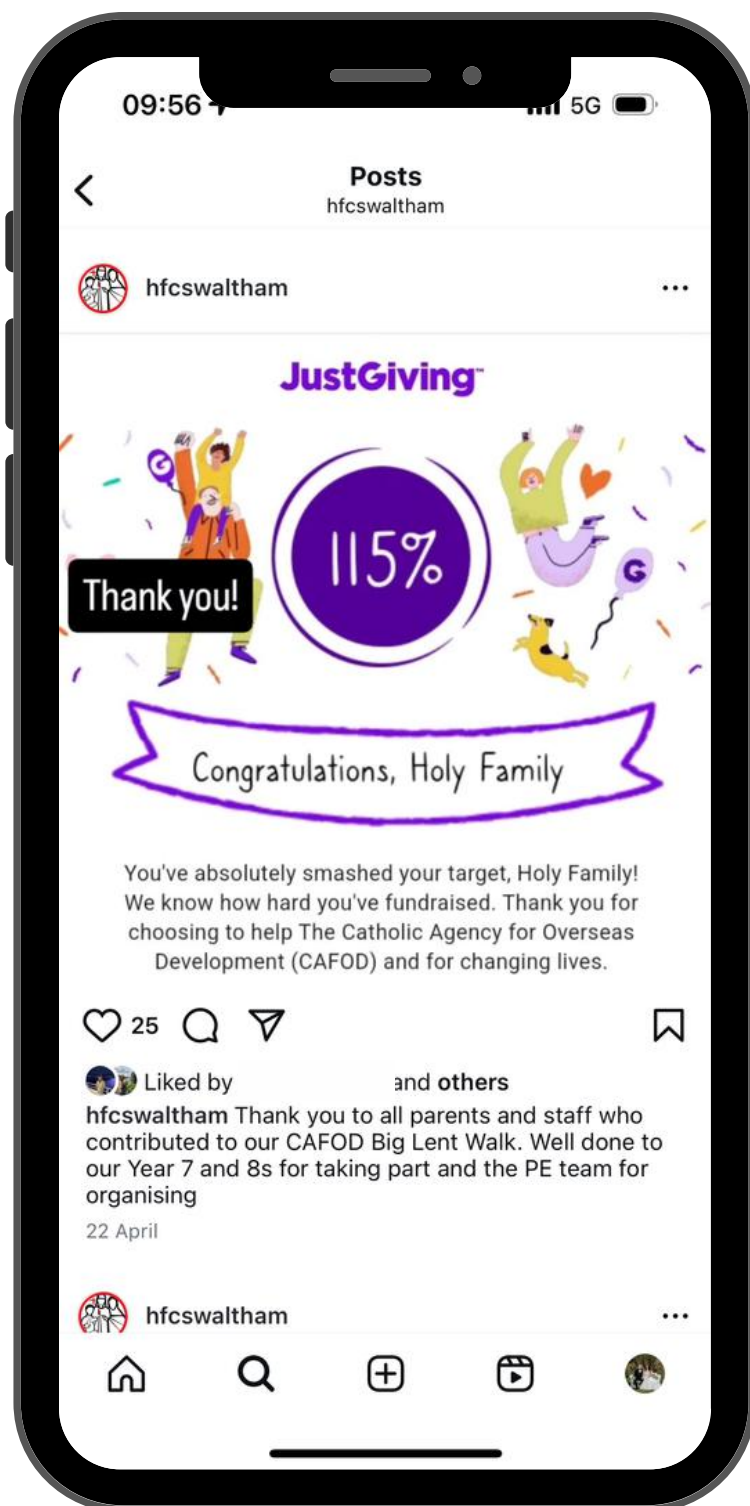 09:56
5G
Posts
hfcswaltham
hfcswaltham
JustGiving™
G
115%
G
Thank you!
Congratulations, Holy Family
You've absolutely smashed your target, Holy Family!
We know how hard you've fundraised. Thank you for
choosing to help The Catholic Agency for Overseas
Development (CAFOD) and for changing lives.
25
Liked by and others
hfcswaltham Thank you to all parents and staff who
contributed to our CAFOD Big Lent Walk. Well done to
our Year 7 and 8s for taking part and the PE team for
organising
22 April
hfcswaltham